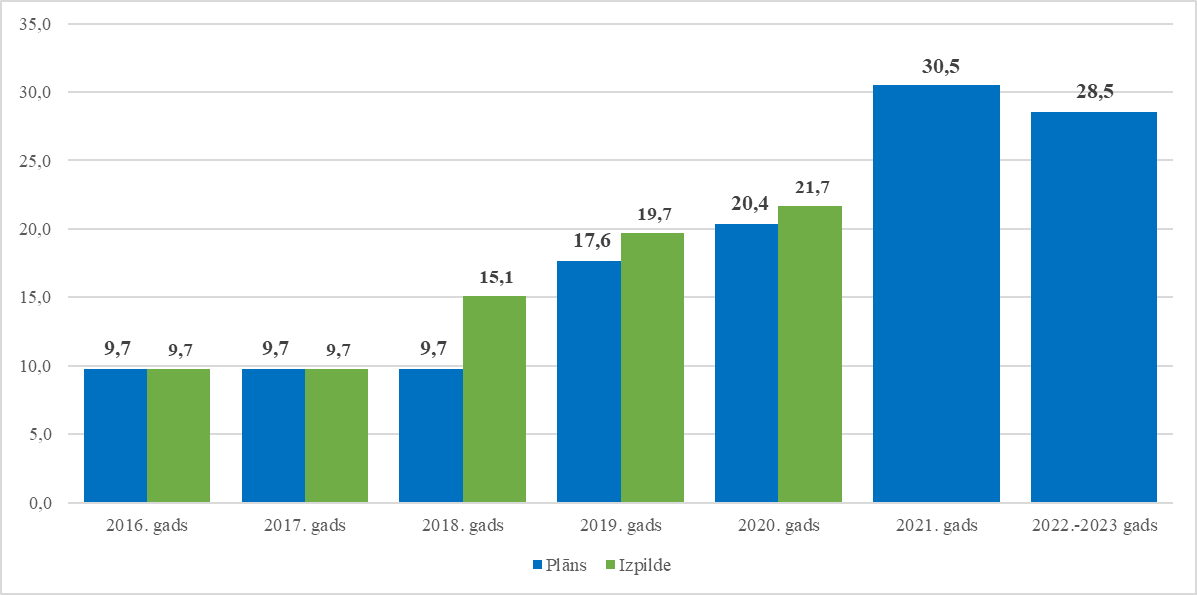 35,0
30,0
25,0
20,0
15,0
10,0
5,0
0,0
9,7 9,7 9,7 9,7 9,7 15,1 17,6 19,7 20,4 21,7 30,5 28,5
2016. gads 2017. gads 2018. gads 2019. gads 2020. gads 2021. gads 2022.-2023 gads
Plāns Izpilde